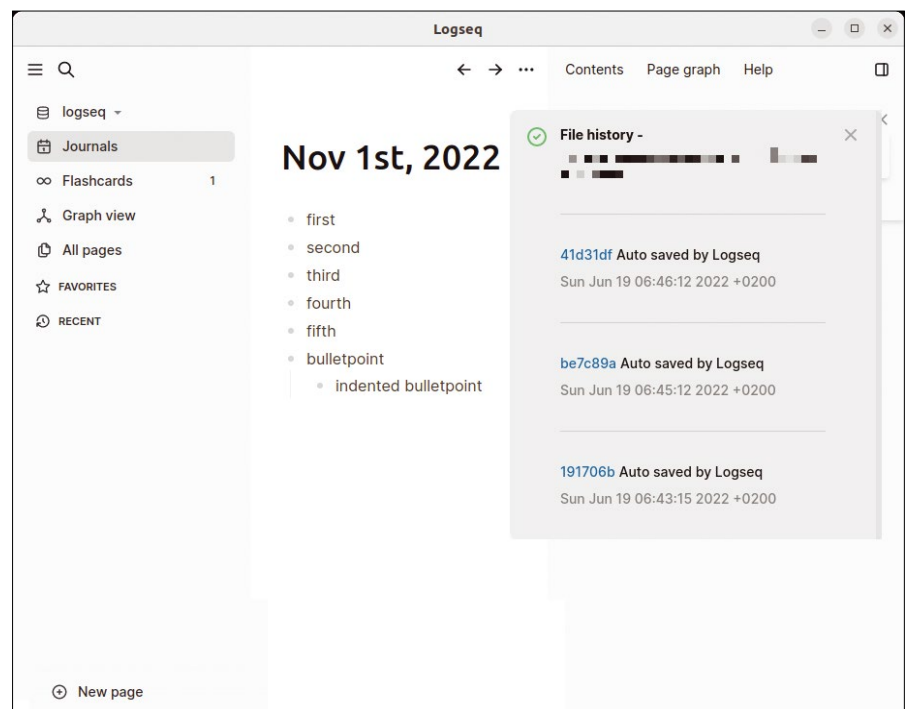 Logseq
Contents Page graph Help
logseq
Journals
Flashcards 1
Graph view
All pages
FAVORITES
RECENT
New page
Nov 1st, 2022
first
second
third
fourth
fifth
bulletpoint
indented bulletpoint
File history -
41d31df Auto saved by Logseq
Sun Jun 19 06:46:12 2022 +0200
be7c89a Auto saved by Logseq
Sun Jun 19 06:45:12 2022 +0200
191706b Auto saved by Logseq
Sun Jun 19 06:43:15 2022 +0200